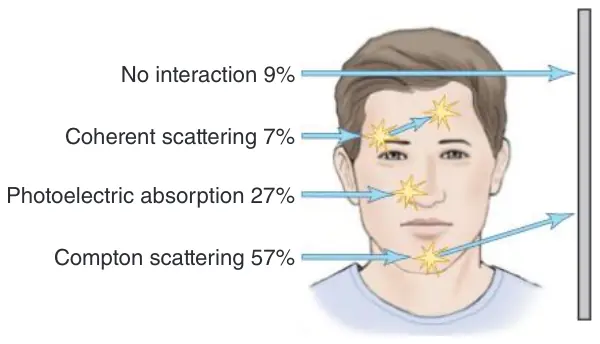 No interaction 9%
Coherent scattering 7%
Photoelectric absorption 27%
Compton scattering 57%